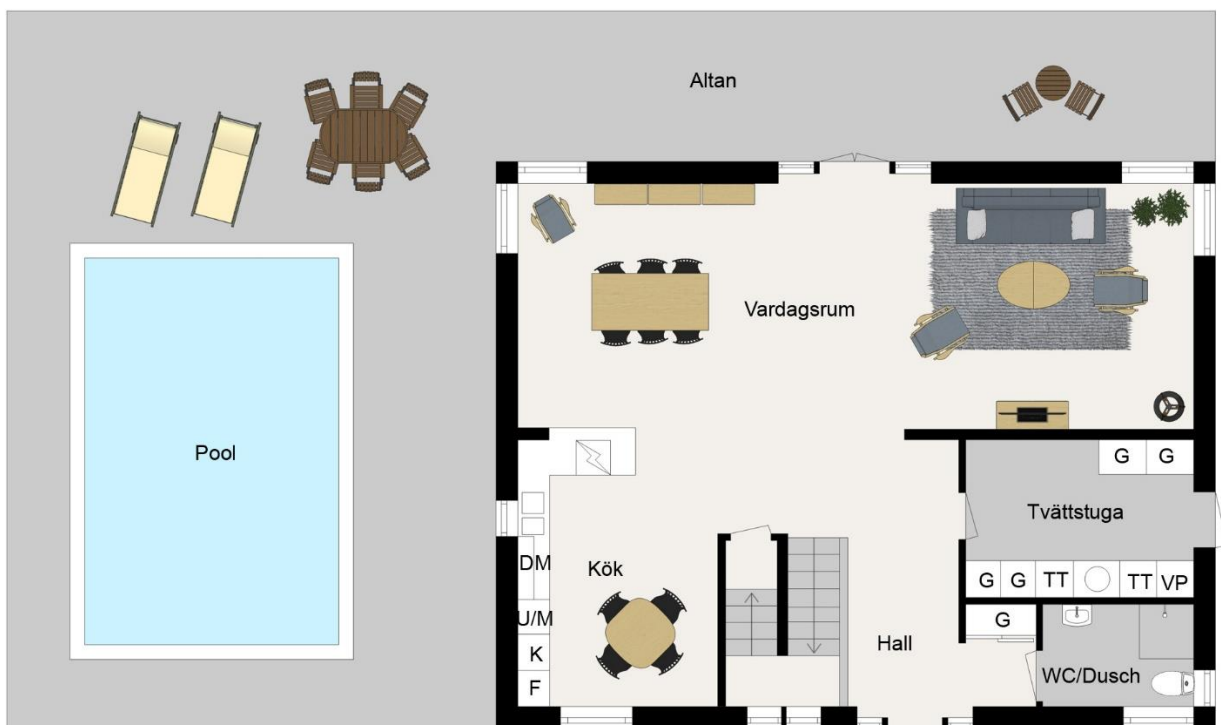 Altan
Vardagsrum
Pool
G G
Tvättstuga
DM
Kök
G G TT TT VP
U/M
G
K
Hall
WC/Dusch
F